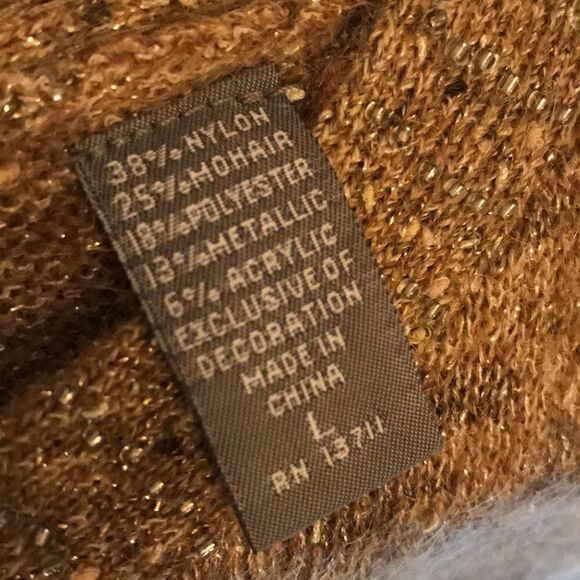 38% NYLON
25% MOHAIR
18% POLYESTER
13% METALLIC
6% ACRYLIC
EXCLUSIVE OF
DECORATION
MADE IN
CHINA
L
RN 13711